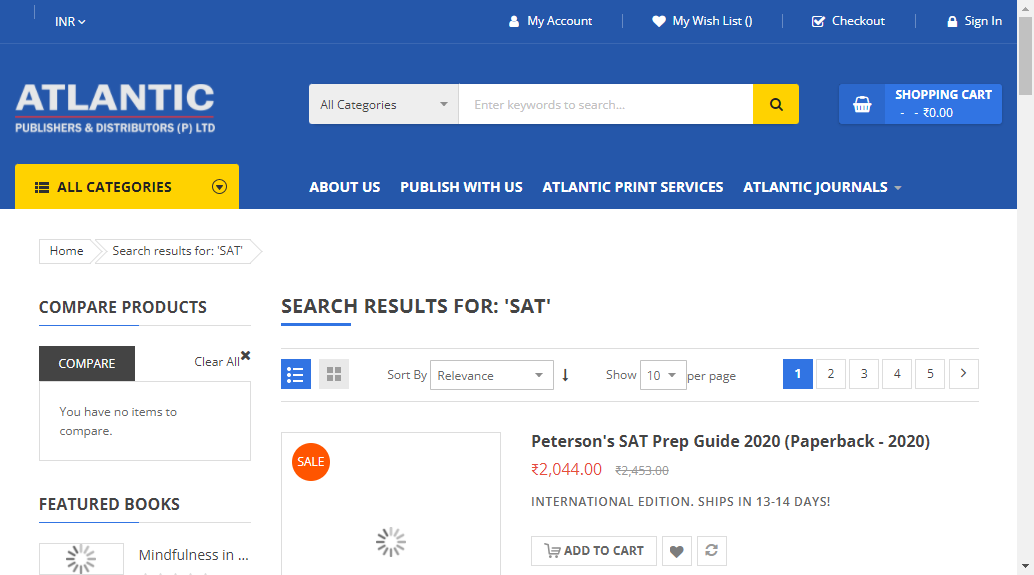 INR
My Account
My Wish List ()
Checkout
Sign In
ATLANTIC
PUBLISHERS & DISTRIBUTORS (P) LTD
All Categories
Enter keywords to search...
SHOPPING CART
- - ₹0.00
ALL CATEGORIES
ABOUT US
PUBLISH WITH US
ATLANTIC PRINT SERVICES
ATLANTIC JOURNALS
Home
Search results for: 'SAT'
COMPARE PRODUCTS
COMPARE
Clear All
You have no items to
compare.
FEATURED BOOKS
Mindfulness in ...
SEARCH RESULTS FOR: 'SAT'
Sort By
Relevance
Show
10
per page
1
2
3
4
5
SALE
Peterson's SAT Prep Guide 2020 (Paperback - 2020)
₹2,044.00 ₹2,453.00
INTERNATIONAL EDITION. SHIPS IN 13-14 DAYS!
ADD TO CART